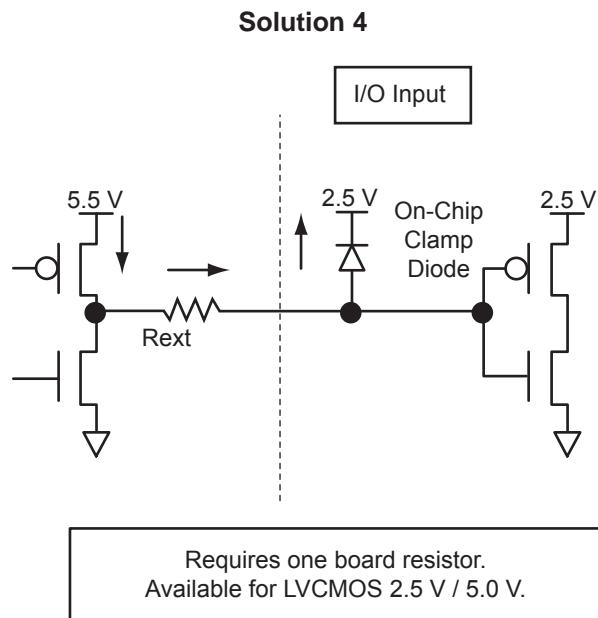 Solution 4
I/O Input
5.5 V
2.5 V
On-Chip
Clamp
Diode
2.5 V
Rext
Requires one board resistor.
Available for LVCMOS 2.5 V / 5.0 V.